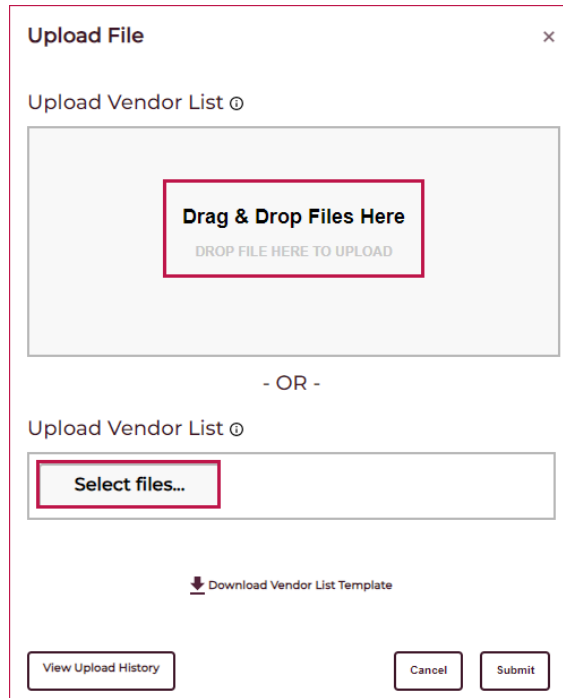 Upload File ×
Upload Vendor List
Drag & Drop Files Here
DROP FILE HERE TO UPLOAD
- OR -
Upload Vendor List
Select files...
Download Vendor List Template
View Upload History Cancel Submit